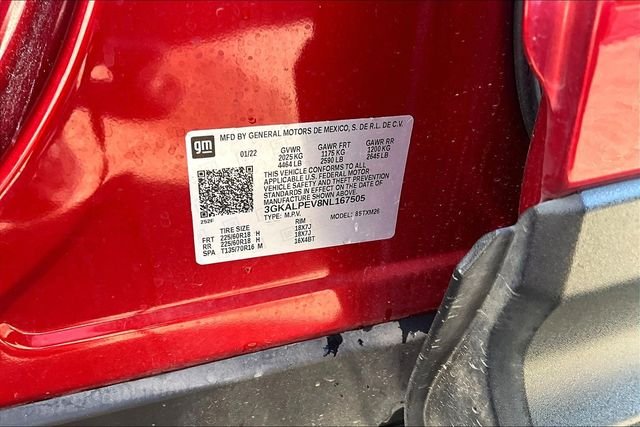 gm
MFD BY GENERAL MOTORS DE MEXICO, S. DE R.L. DE C.V.
01/22 GVWR GAWR FRT GAWR RR
2025 KG 1175 KG 1200 KG
4464 LB 2590 LB 2645 LB
THIS VEHICLE CONFORMS TO ALL
APPLICABLE U.S. FEDERAL MOTOR
VEHICLE SAFETY AND THEFT PREVENTION
STANDARDS IN EFFECT ON THE DATE OF
MANUFACTURE SHOWN ABOVE.
3GKALPEV8NL167505
252F TYPE: M.P.V. MODEL: 85TXM26
TIRE SIZE RIM
FRT 225/60R18 H 18X7J
RR 225/60R18 H 18X7J
SPA T135/70R16 M 16X4BT